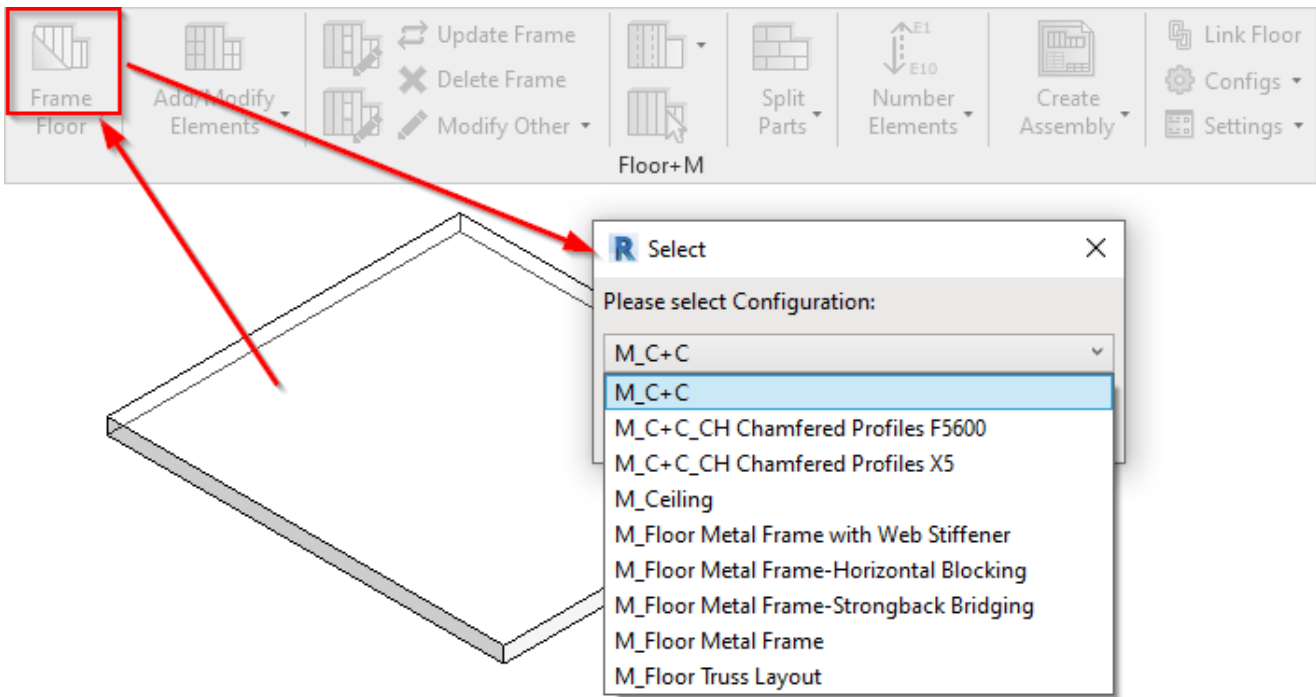 Frame
Floor
Add/Modify
Elements
Update Frame
Delete Frame
Modify Other
Split
Parts
E1
E10
Number
Elements
Create
Assembly
Link Floor
Configs
Settings
Floor+M
R Select
Please select Configuration:
M_C+C
M_C+C
M_C+C_CH Chamfered Profiles F5600
M_C+C_CH Chamfered Profiles X5
M_Ceiling
M_Floor Metal Frame with Web Stiffener
M_Floor Metal Frame-Horizontal Blocking
M_Floor Metal Frame-Strongback Bridging
M_Floor Metal Frame
M_Floor Truss Layout